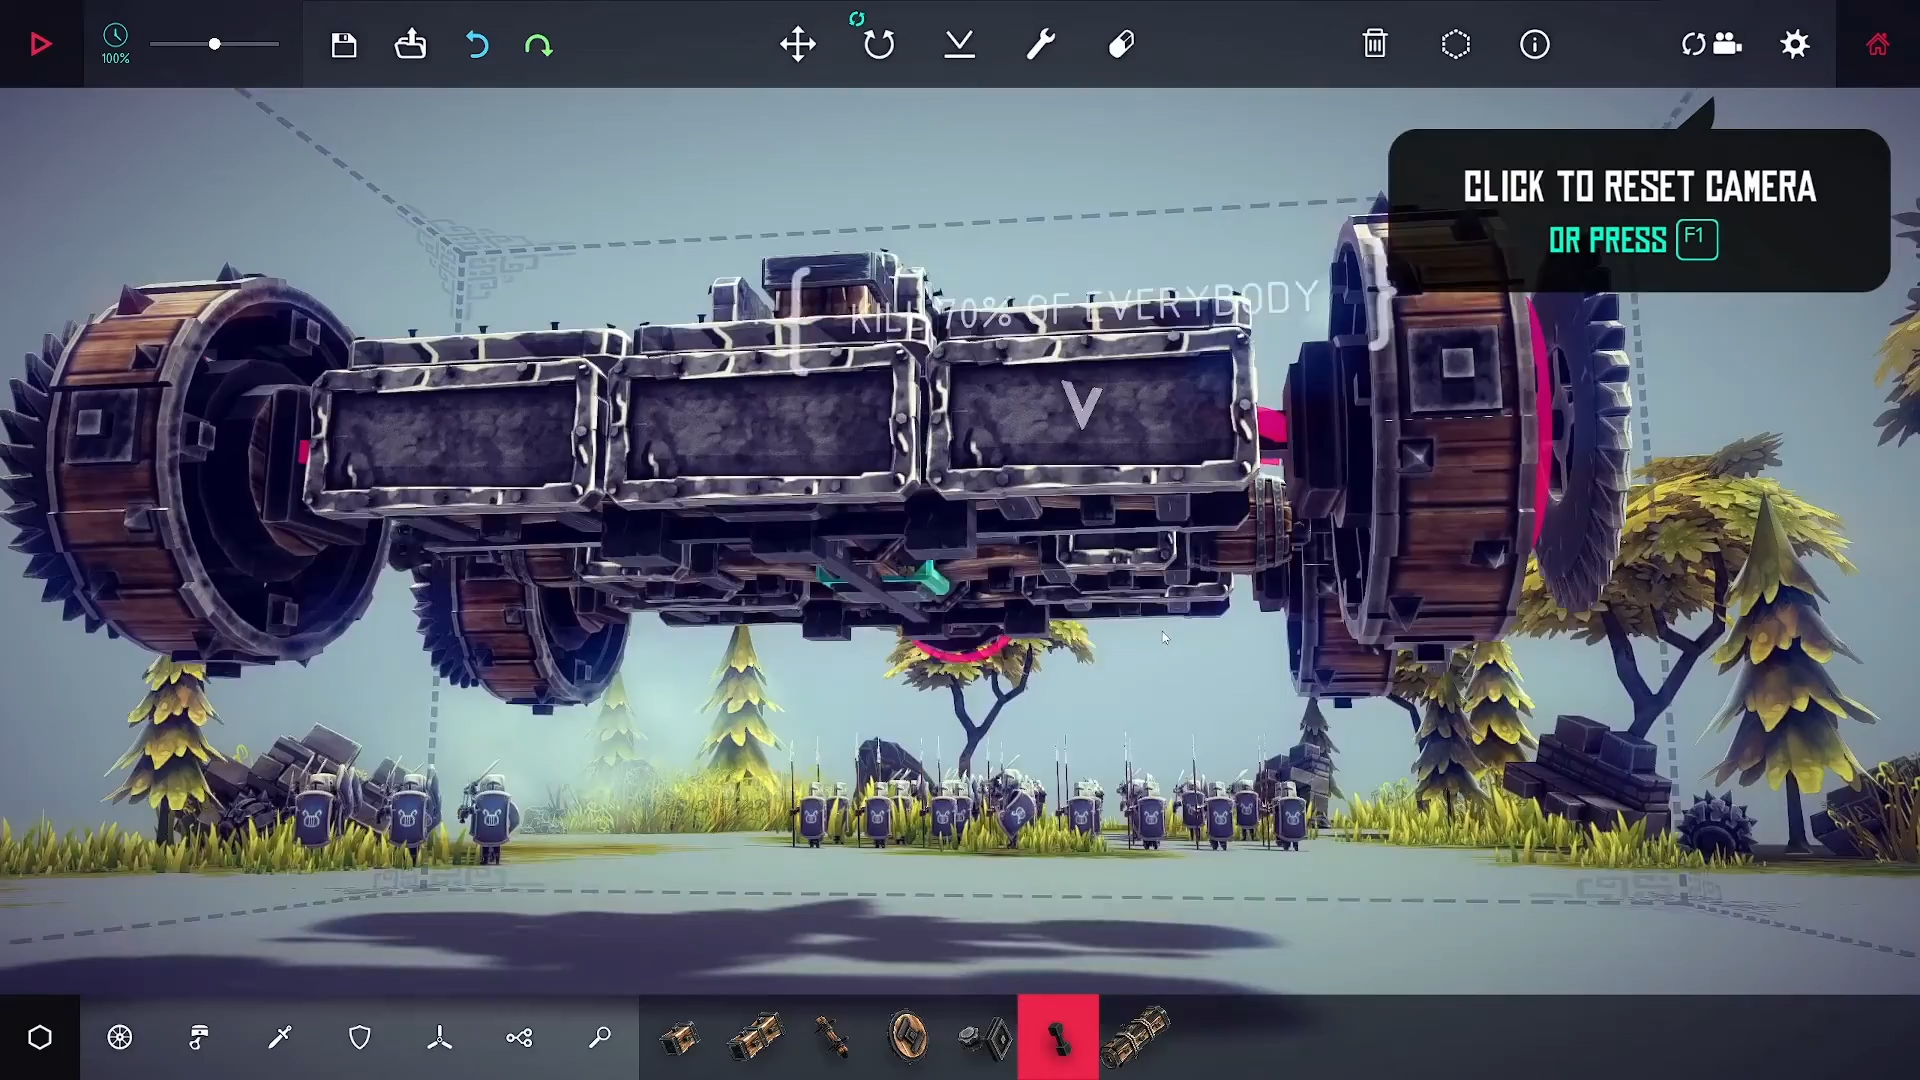 100%
CLICK TO RESET CAMERA
OR PRESS F1
KILL 70% OF EVERYBODY